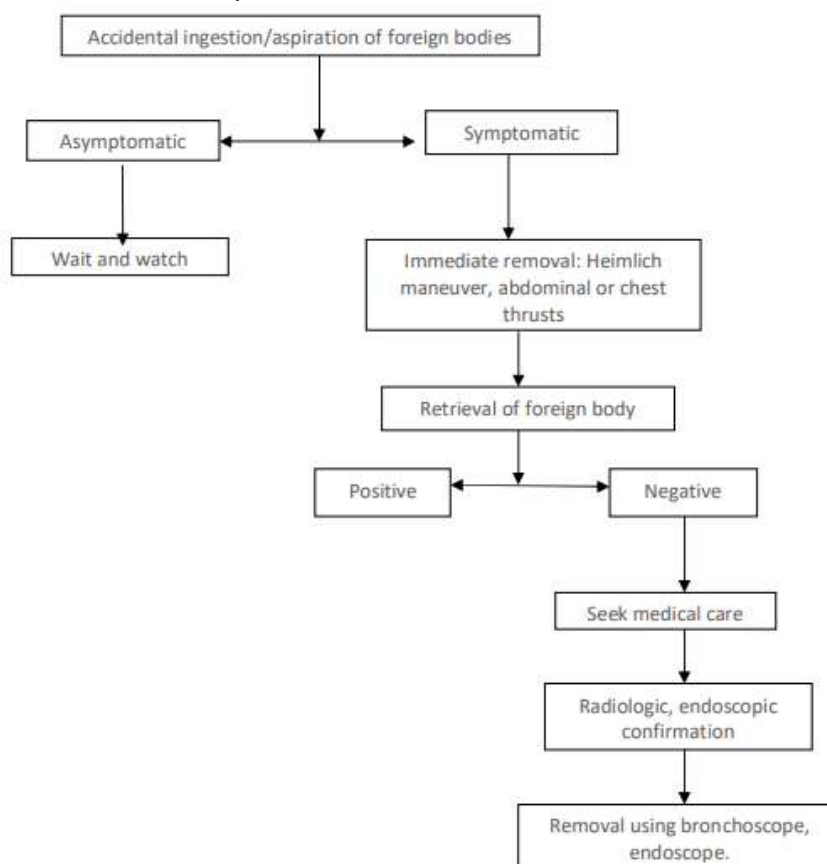 Accidental ingestion/aspiration of foreign bodies
Asymptomatic
Symptomatic
Wait and watch
Immediate removal: Heimlich
maneuver, abdominal or chest
thrusts
Retrieval of foreign body
Positive
Negative
Seek medical care
Radiologic, endoscopic
confirmation
Removal using bronchoscope,
endoscope.